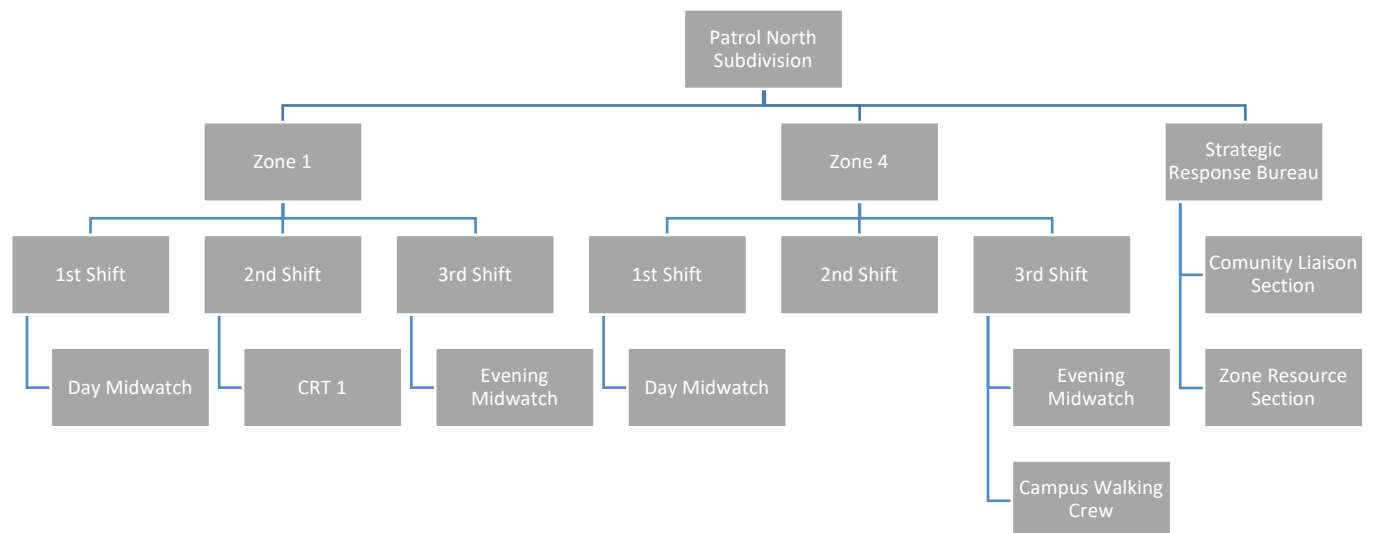 Patrol North
Subdivision
Zone 1
Zone 4
Strategic
Response Bureau
1st Shift
2nd Shift
3rd Shift
1st Shift
2nd Shift
3rd Shift
Comunity Liaison
Section
Day Midwatch
CRT 1
Evening
Midwatch
Day Midwatch
Evening
Midwatch
Zone Resource
Section
Campus Walking
Crew